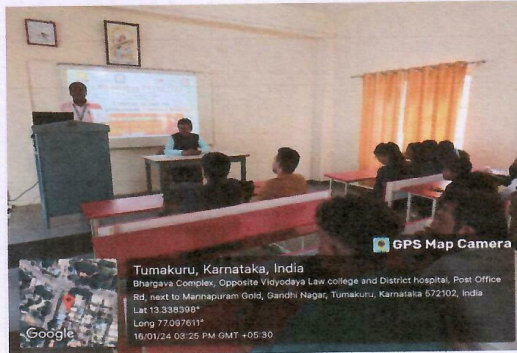 GPS Map Camera
Tumakuru, Karnataka, India
Bhargava Complex, Opposite Vidyodaya Law college and District hospital, Post Office
Rd, next to Mannapuram Gold, Gandhi Nagar, Tumakuru, Karnataka 572102, India
Lat 13.338398°
Long 77.097611°
16/01/24 03:25 PM GMT +05:30
Google